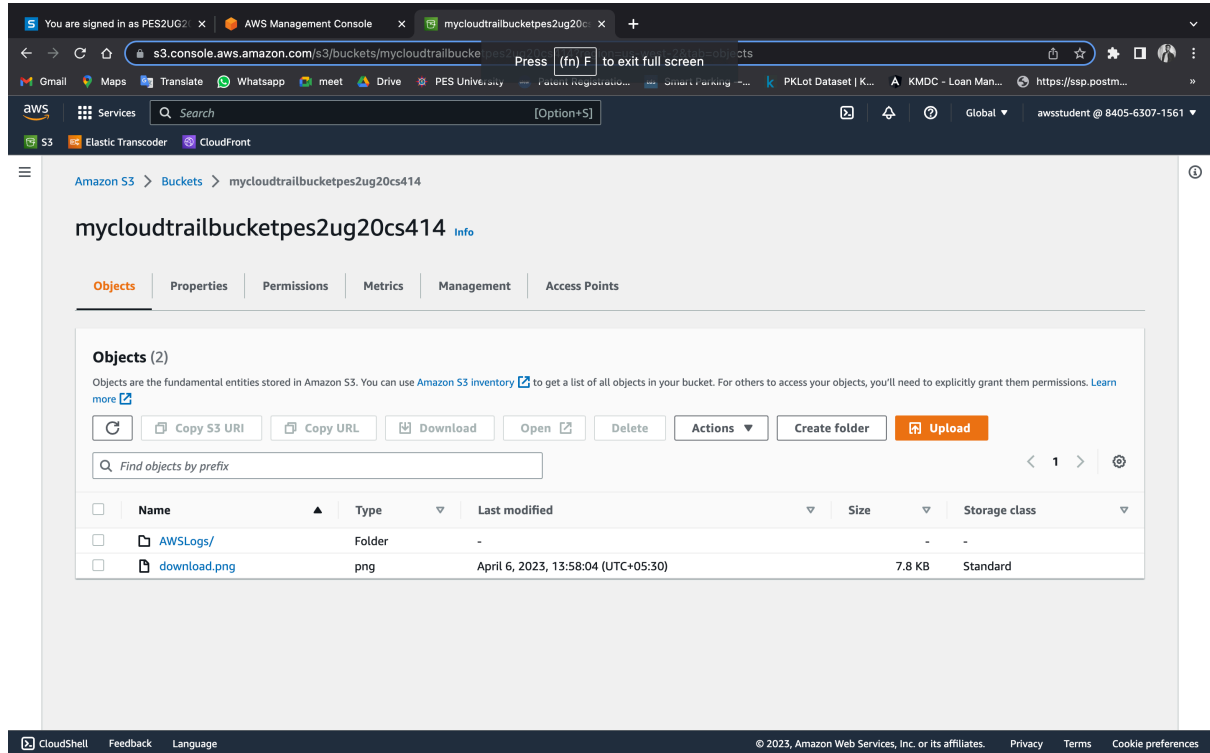 You are signed in as PES2UG2
AWS Management Console
mycloudtrailbucketpes2ug20c
s3.console.aws.amazon.com/s3/buckets/mycloudtrailbucke
Press (fn) F to exit full screen
Gmail Maps Translate Whatsapp meet Drive PES University Patent Registratio... Smart Parking -... PKLot Dataset | K... KMDC - Loan Man... https://ssp.postm... »
aws Services Search [Option+S] Global ▼ awsstudent @ 8405-6307-1561 ▼
S3 Elastic Transcoder CloudFront
Amazon S3 > Buckets > mycloudtrailbucketpes2ug20cs414
mycloudtrailbucketpes2ug20cs414 Info
Objects Properties Permissions Metrics Management Access Points
Objects (2)
Objects are the fundamental entities stored in Amazon S3. You can use Amazon S3 inventory to get a list of all objects in your bucket. For others to access your objects, you'll need to explicitly grant them permissions. Learn
more
Copy S3 URI Copy URL Download Open Delete Actions ▼ Create folder Upload
Find objects by prefix
< 1 >
Name ▲ Type Last modified Size Storage class
AWSLogs/ Folder - - -
download.png png April 6, 2023, 13:58:04 (UTC+05:30) 7.8 KB Standard
CloudShell Feedback Language © 2023, Amazon Web Services, Inc. or its affiliates. Privacy Terms Cookie preferences